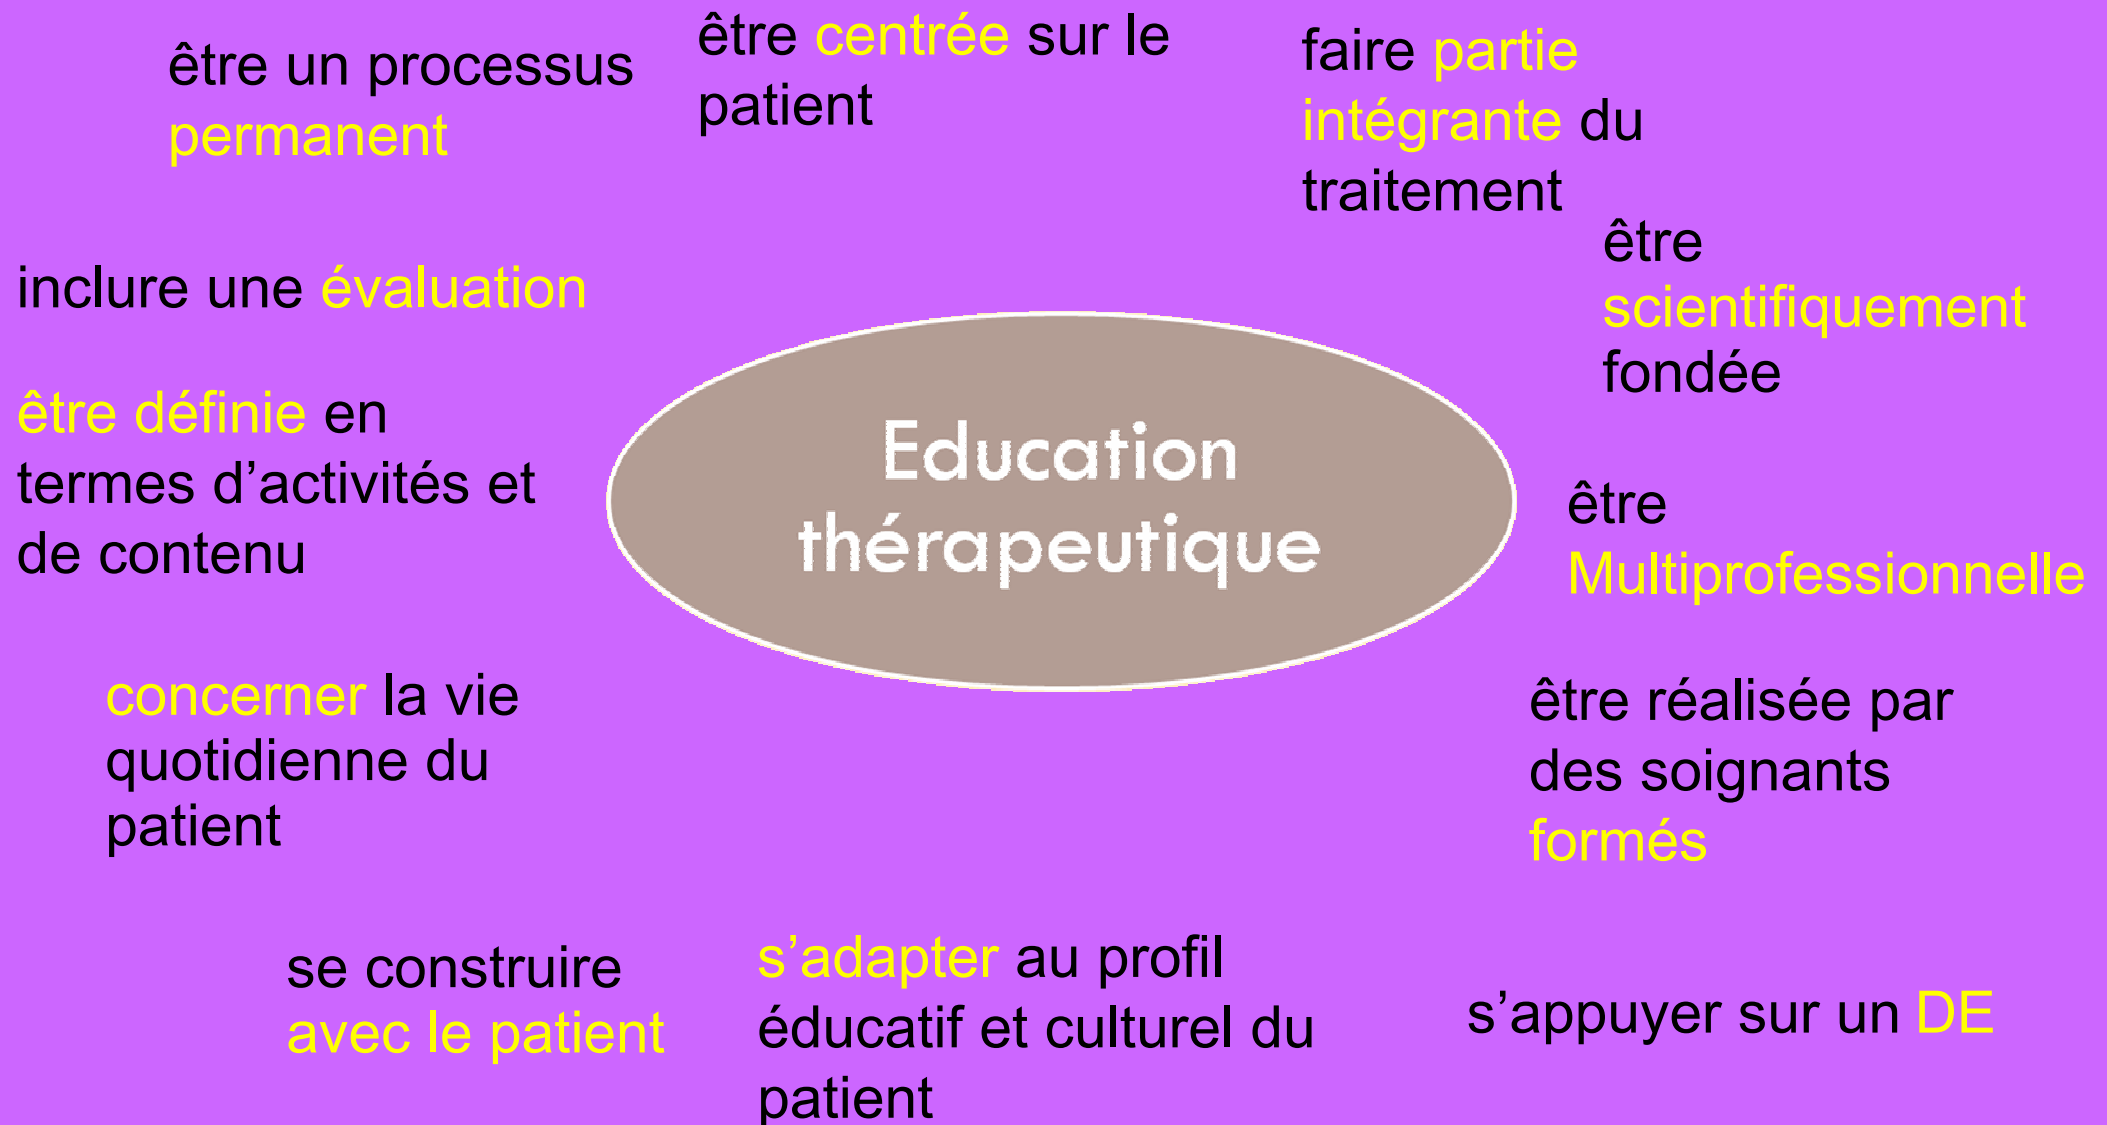 être un processus
permanent
être centrée sur le
patient
faire partie
intégrante du
traitement
être
scientifiquement
fondée
inclure une évaluation
être définie en
termes d’activités et
de contenu
Education
thérapeutique
être
Multiprofessionnelle
concerner la vie
quotidienne du
patient
être réalisée par
des soignants
formés
se construire
avec le patient
s’adapter au profil
éducatif et culturel du
patient
s’appuyer sur un DE